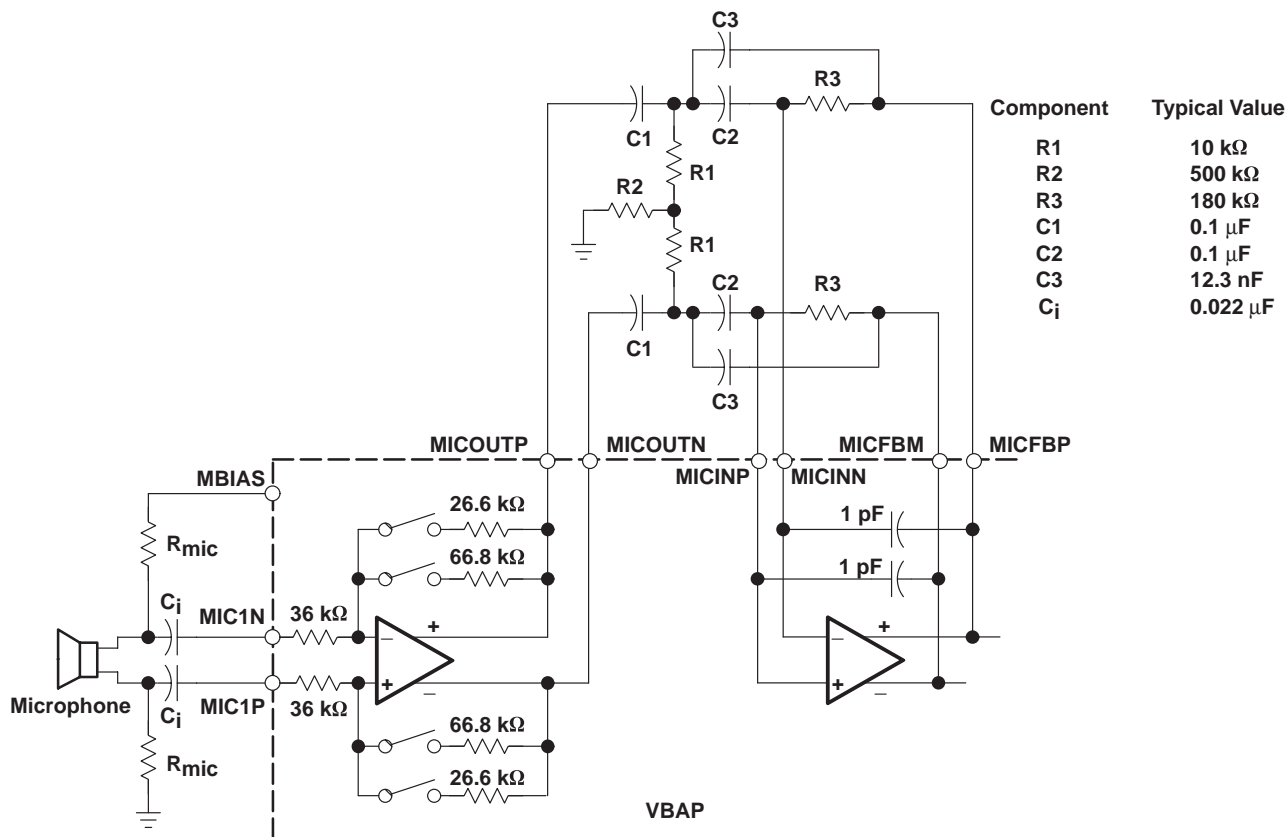 C3
R3
C1
C2
R1
R2
R1
C2
R3
C1
C3
Component Typical Value
R1 10 kΩ
R2 500 kΩ
R3 180 kΩ
C1 0.1 μF
C2 0.1 μF
C3 12.3 nF
Ci 0.022 μF
MICOUTP
MICOUTN
MICFBM
MICFBP
MICINP
MICINN
MBIAS
26.6 kΩ
66.8 kΩ
1 pF
1 pF
Rmic
Ci
MIC1N
36 kΩ
−
+
+
−
−
+
+
−
Microphone
Ci
MIC1P
36 kΩ
66.8 kΩ
26.6 kΩ
Rmic
VBAP